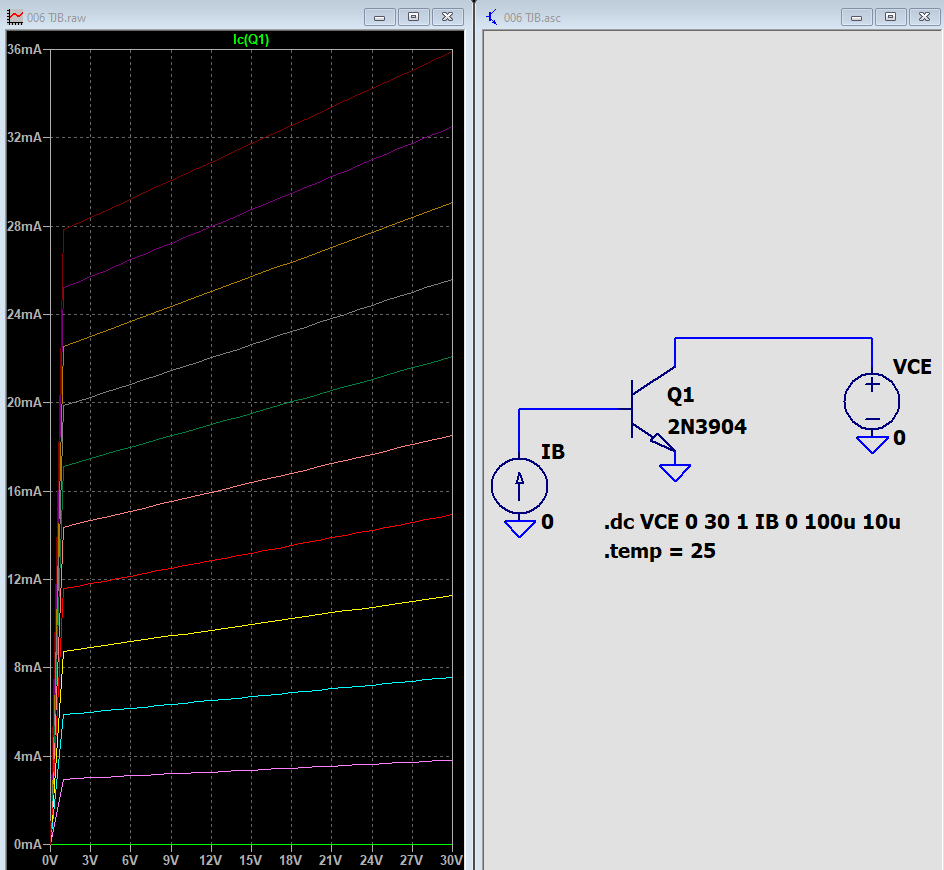 006 TJB.raw
Ic(Q1)
36mA
32mA
28mA
24mA
20mA
16mA
12mA
8mA
4mA
0mA
0V 3V 6V 9V 12V 15V 18V 21V 24V 27V 30V
006 TJB.asc
VCE
Q1
2N3904
0
IB
0
.dc VCE 0 30 1 IB 0 100u 10u
.temp = 25